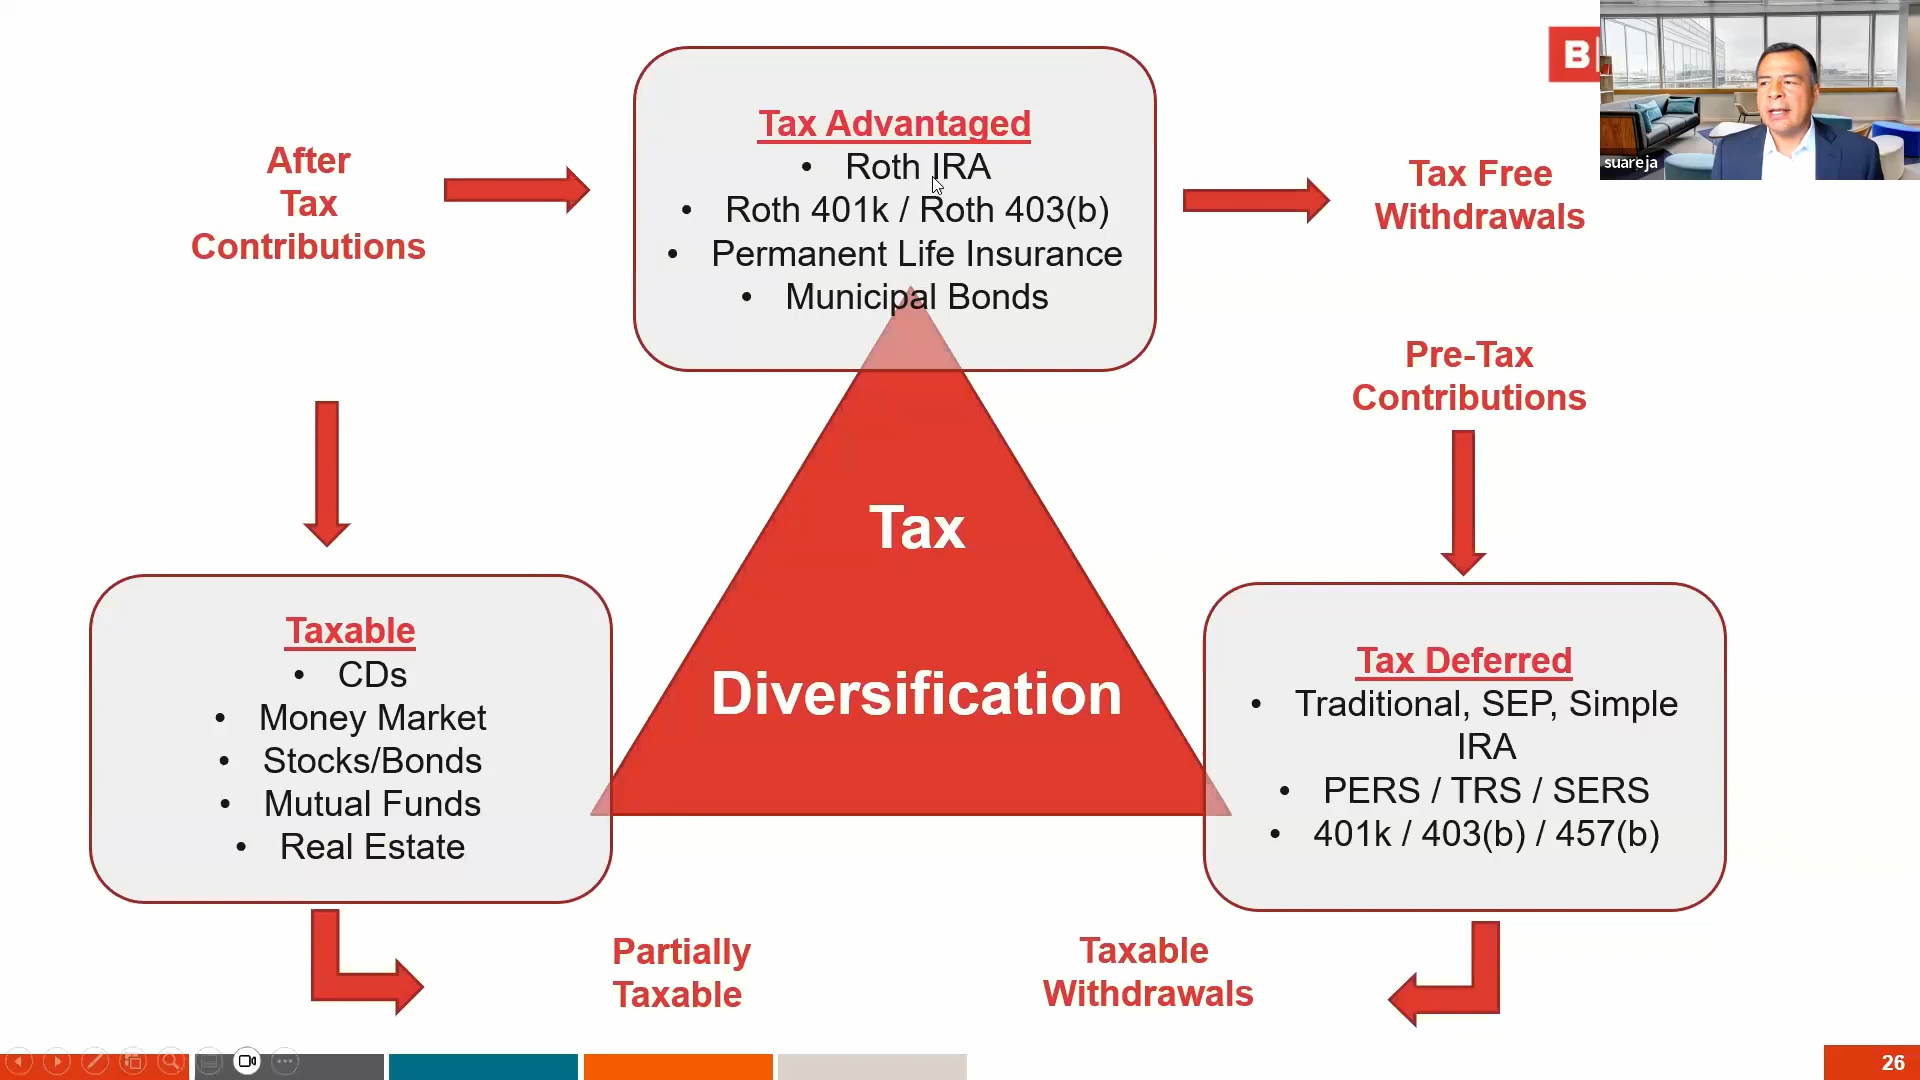 B
suareja
After
Tax
Contributions
Tax Advantaged
• Roth IRA
• Roth 401k / Roth 403(b)
• Permanent Life Insurance
• Municipal Bonds
Tax Free
Withdrawals
Pre-Tax
Contributions
Tax
Diversification
Taxable
• CDs
• Money Market
• Stocks/Bonds
• Mutual Funds
• Real Estate
Tax Deferred
• Traditional, SEP, Simple
IRA
• PERS / TRS / SERS
• 401k / 403(b) / 457(b)
Partially
Taxable
Taxable
Withdrawals
26